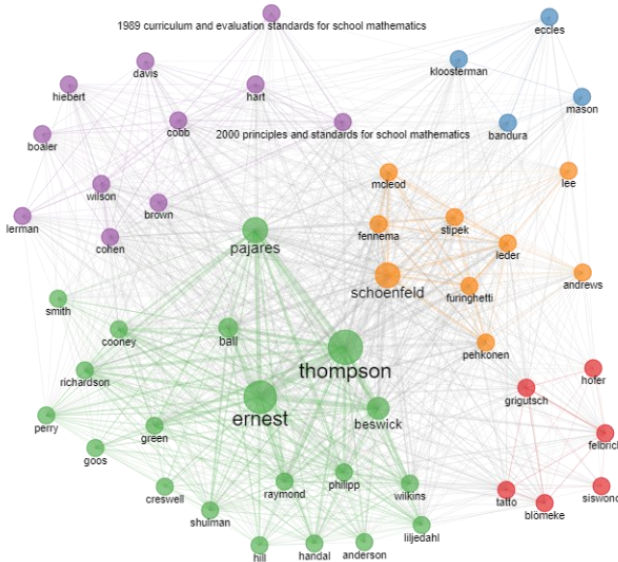 eccles
1989 curriculum and evaluation standards for school mathematics
davis
kloosterman
hiebert
hart
mason
cobb
2000 principles and standards for school mathematics
bandura
boaler
mcleod
lee
wilson
brown
stipek
lerman
fennema
cohen
pajares
leder
schoenfeld
furinghetti
andrews
smith
cooney
ball
pehkonen
thompson
hofer
richardson
grigutsch
ernest
beswick
perry
green
felbrick
goos
raymond
philipp
creswell
wilkins
tatto
siswono
blömeke
shulman
liljedahl
hill
handal
anderson